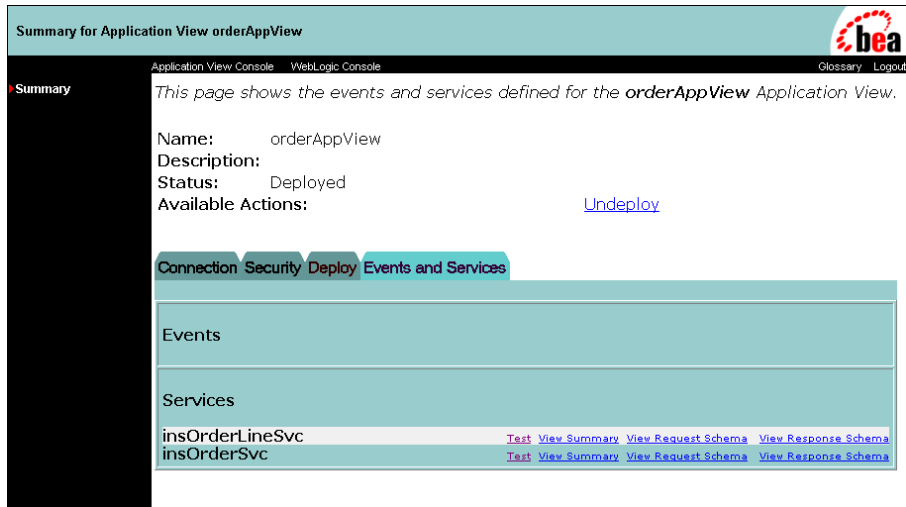 Summary for Application View orderAppView
bea
Application View Console WebLogic Console Glossary Logout
Summary
This page shows the events and services defined for the orderAppView Application View.
Name: orderAppView
Description:
Status: Deployed
Available Actions: Undeploy
Connection Security Deploy Events and Services
Events
Services
insOrderLineSvc Test View Summary View Request Schema View Response Schema
insOrderSvc Test View Summary View Request Schema View Response Schema